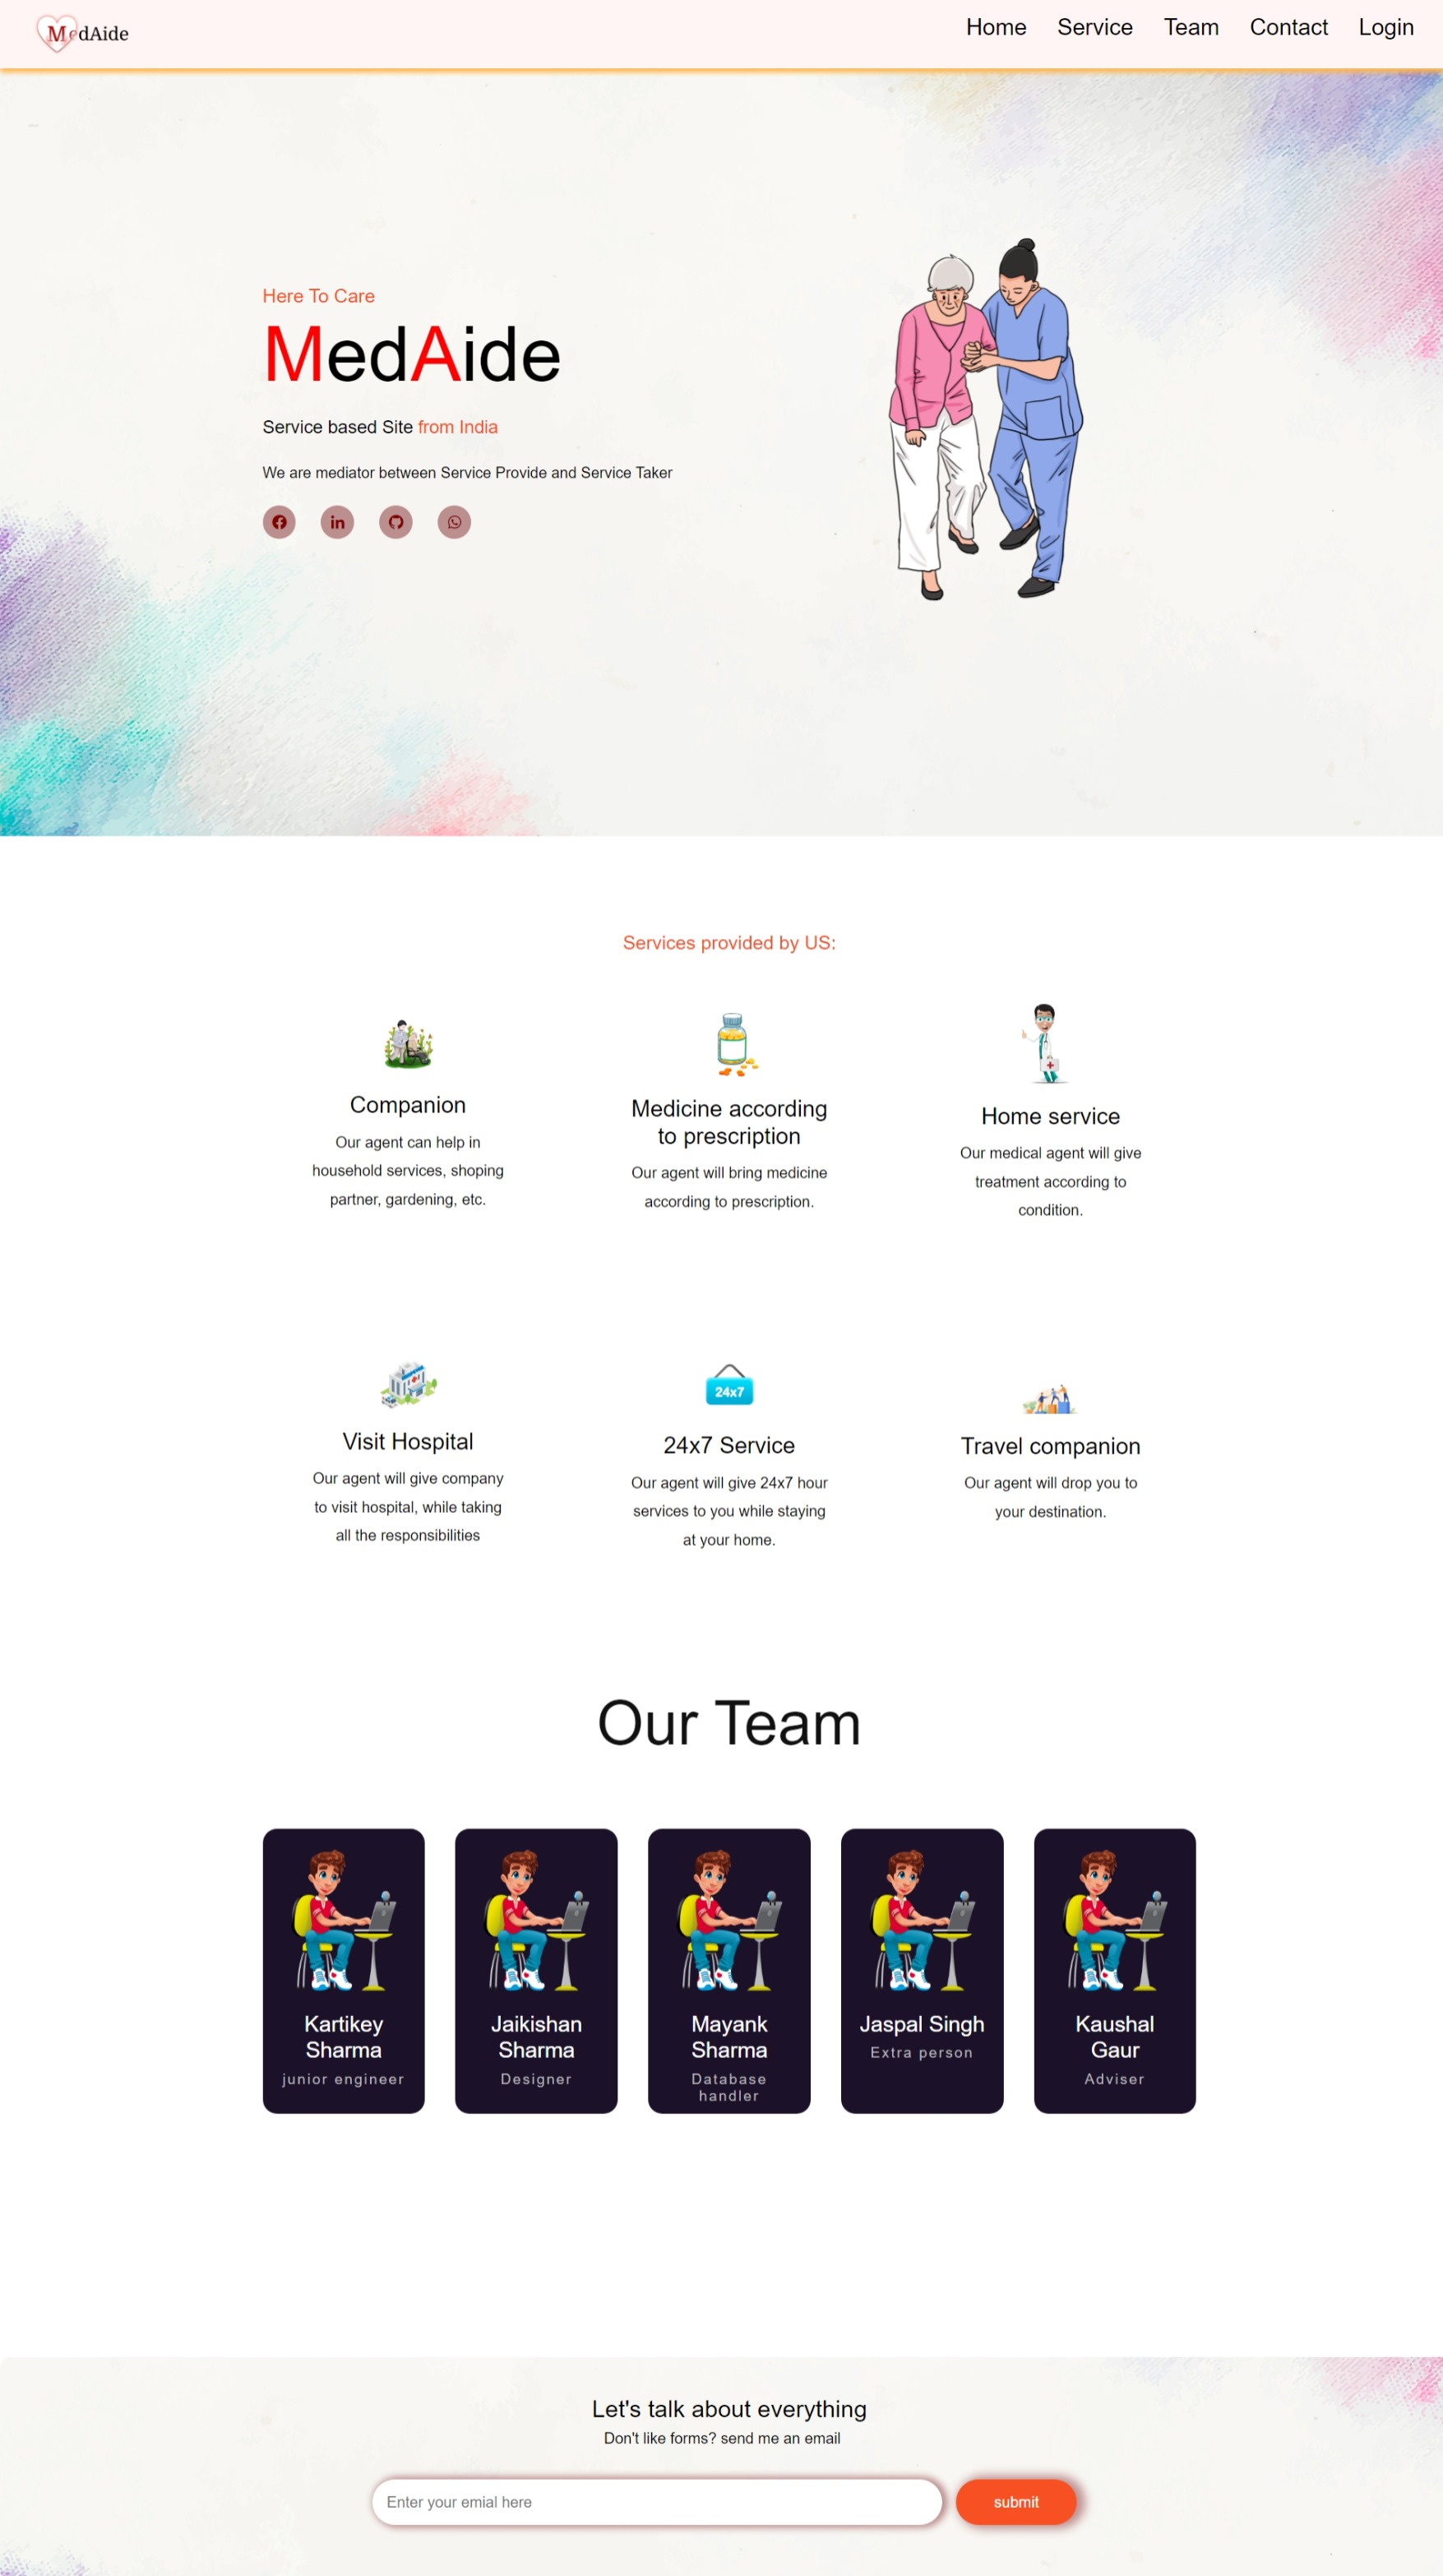 MedAide
Home Service Team Contact Login
Here To Care
MedAide
Service based Site from India
We are mediator between Service Provide and Service Taker
Services provided by US:
Companion
Our agent can help in
household services, shoping
partner, gardening, etc.
Medicine according
to prescription
Our agent will bring medicine
according to prescription.
Home service
Our medical agent will give
treatment according to
condition.
Visit Hospital
Our agent will give company
to visit hospital, while taking
all the responsibilities
24x7
24x7 Service
Our agent will give 24x7 hour
services to you while staying
at your home.
Travel companion
Our agent will drop you to
your destination.
Our Team
Kartikey
Sharma
junior engineer
Jaikishan
Sharma
Designer
Mayank
Sharma
Database
handler
Jaspal Singh
Extra person
Kaushal
Gaur
Adviser
Let's talk about everything
Don't like forms? send me an email
Enter your emial here
submit